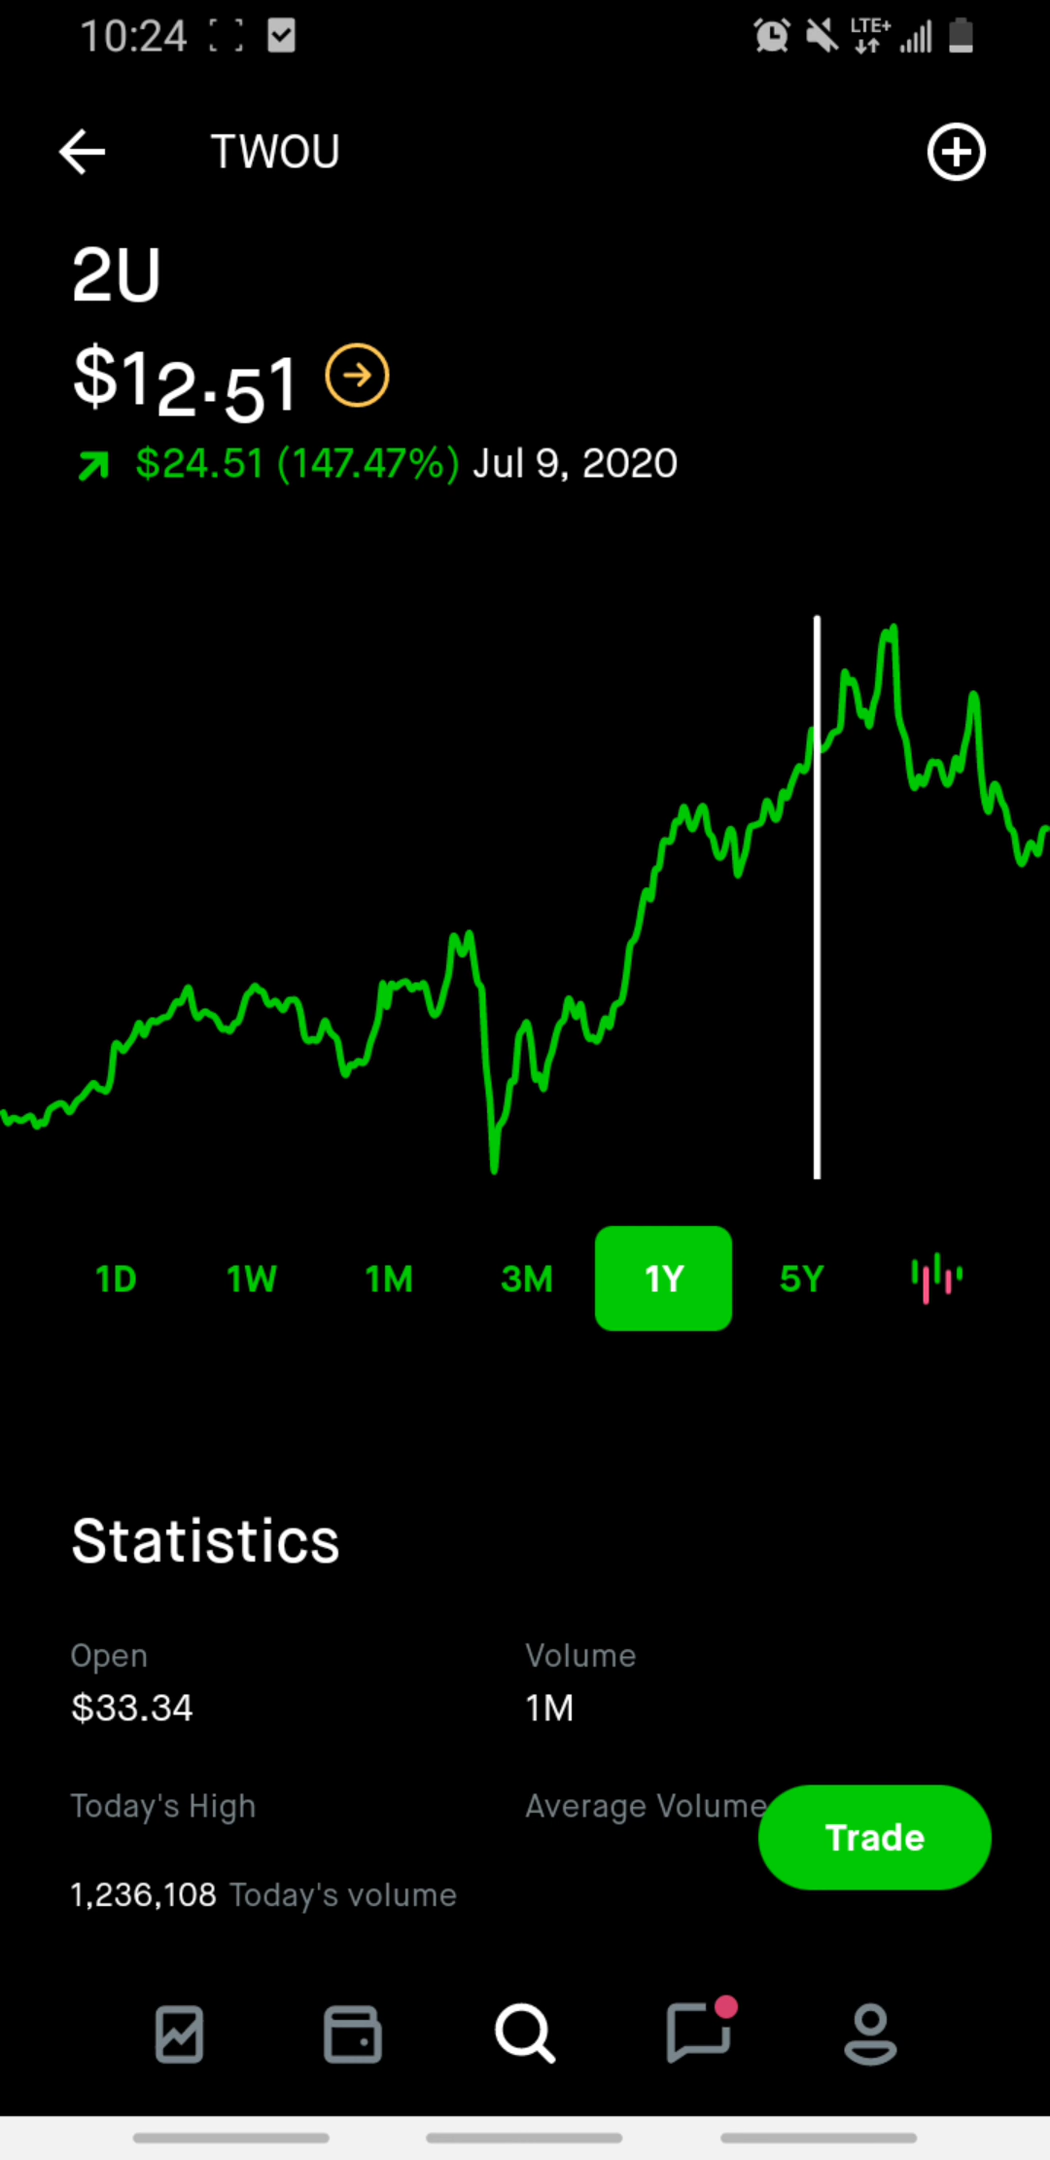 10:24 LTE+
TWOU
2U
$12.51
$24.51 (147.47%) Jul 9, 2020
1D 1W 1M 3M 1Y 5Y
Statistics
Open Volume
$33.34 1M
Today's High Average Volume
Trade
1,236,108 Today's volume